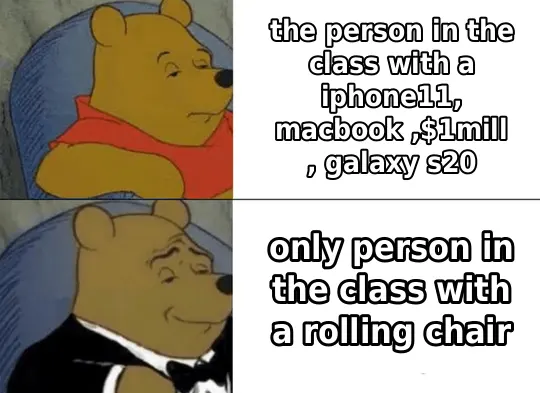 the person in the
class with a
iphone11,
macbook ,$1mill
, galaxy s20
only person in
the class with
a rolling chair